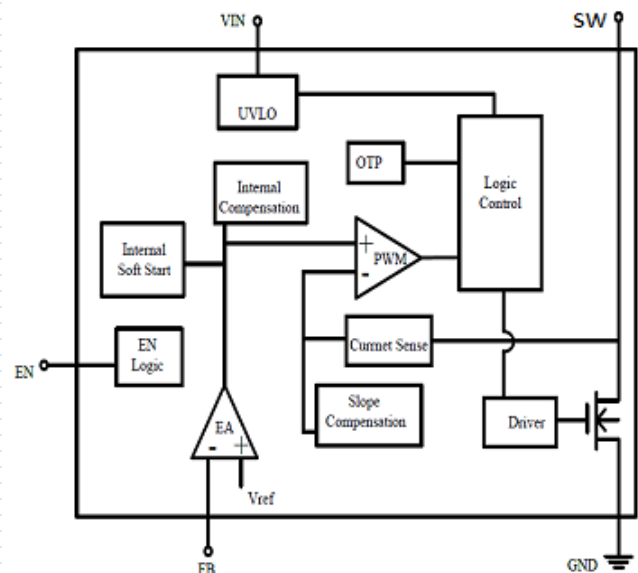 VIN
SW
UVLO
OTP
Internal
Compensation
Logic
Control
Internal
Soft Start
+
PWM
-
EN
Logic
EN
Currnet Sense
Slope
Compensation
Driver
EA
- +
Vref
FB
GND